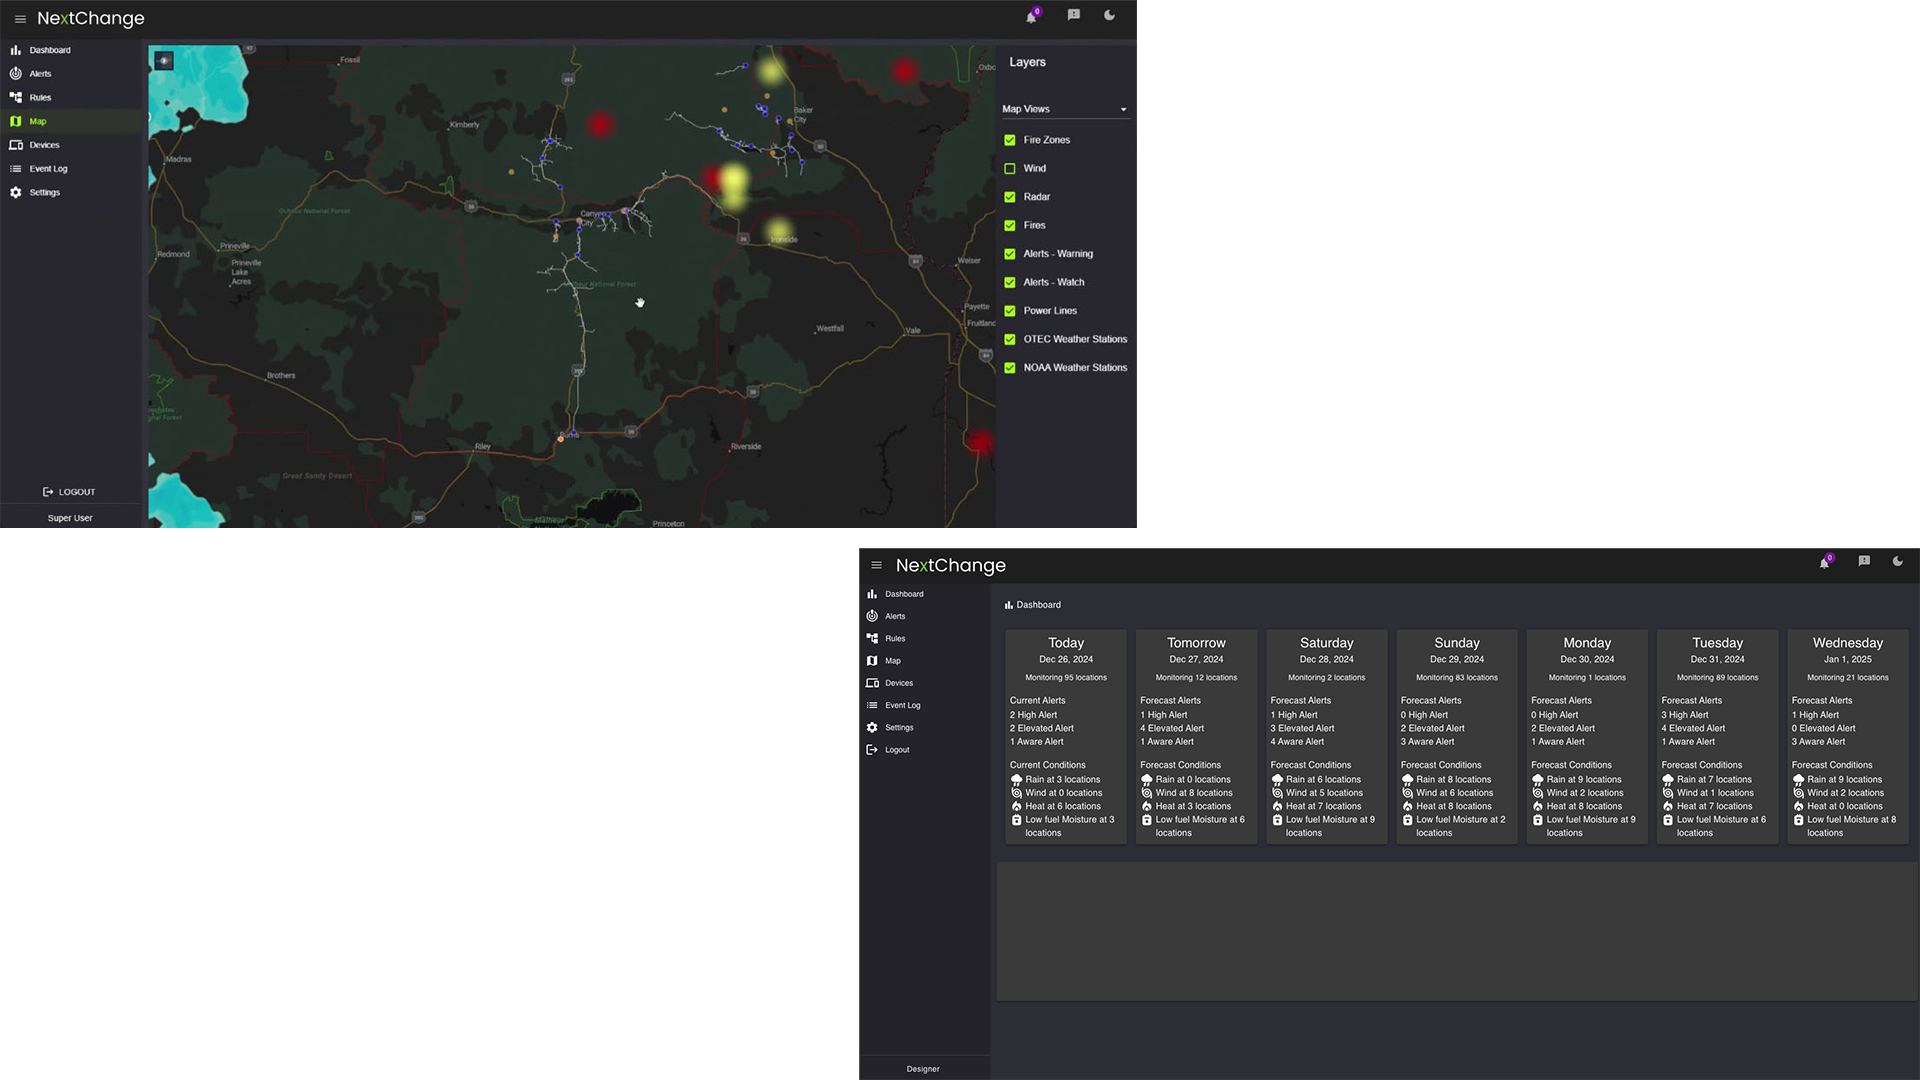 NextChange
0
Dashboard
Alerts
Rules
Map
Devices
Event Log
Settings
LOGOUT
Super User
Fossil
Kimberly
Madras
Ochoco National Forest
Prineville
Redmond
Prineville
Lake
Acres
Brothers
Riley
Great Sandy Desert
Baker
City
City
National Forest
Ironside
Weiser
Payette
Fruitland
Westfall
Vale
Burns
Riverside
Princeton
Malheur
395
26
84
20
Layers
Map Views
Fire Zones
Wind
Radar
Fires
Alerts - Warning
Alerts - Watch
Power Lines
OTEC Weather Stations
NOAA Weather Stations
NextChange
0
Dashboard
Alerts
Rules
Map
Devices
Event Log
Settings
Logout
Designer
Dashboard
Today
Dec 26, 2024
Monitoring 95 locations
Current Alerts
2 High Alert
2 Elevated Alert
1 Aware Alert
Current Conditions
Rain at 3 locations
Wind at 0 locations
Heat at 6 locations
Low fuel Moisture at 3
locations
Tomorrow
Dec 27, 2024
Monitoring 12 locations
Forecast Alerts
1 High Alert
4 Elevated Alert
1 Aware Alert
Forecast Conditions
Rain at 0 locations
Wind at 8 locations
Heat at 3 locations
Low fuel Moisture at 6
locations
Saturday
Dec 28, 2024
Monitoring 2 locations
Forecast Alerts
1 High Alert
3 Elevated Alert
4 Aware Alert
Forecast Conditions
Rain at 6 locations
Wind at 5 locations
Heat at 7 locations
Low fuel Moisture at 9
locations
Sunday
Dec 29, 2024
Monitoring 83 locations
Forecast Alerts
0 High Alert
2 Elevated Alert
3 Aware Alert
Forecast Conditions
Rain at 8 locations
Wind at 6 locations
Heat at 8 locations
Low fuel Moisture at 2
locations
Monday
Dec 30, 2024
Monitoring 1 locations
Forecast Alerts
0 High Alert
2 Elevated Alert
1 Aware Alert
Forecast Conditions
Rain at 9 locations
Wind at 2 locations
Heat at 8 locations
Low fuel Moisture at 9
locations
Tuesday
Dec 31, 2024
Monitoring 89 locations
Forecast Alerts
3 High Alert
4 Elevated Alert
1 Aware Alert
Forecast Conditions
Rain at 7 locations
Wind at 1 locations
Heat at 7 locations
Low fuel Moisture at 6
locations
Wednesday
Jan 1, 2025
Monitoring 21 locations
Forecast Alerts
1 High Alert
0 Elevated Alert
3 Aware Alert
Forecast Conditions
Rain at 9 locations
Wind at 2 locations
Heat at 0 locations
Low fuel Moisture at 8
locations